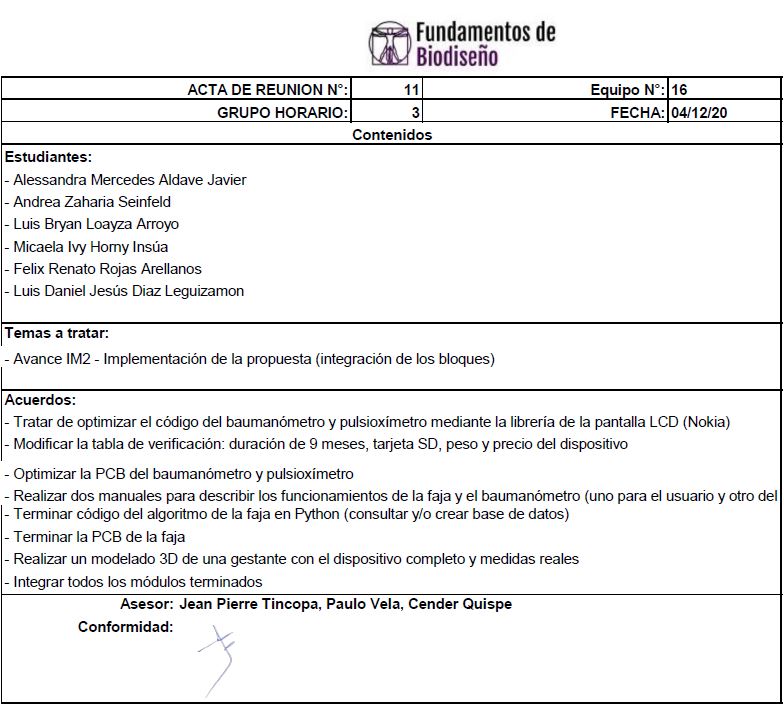 Fundamentos de
Biodiseño
ACTA DE REUNION N°: 11 Equipo N°: 16
GRUPO HORARIO: 3 FECHA: 04/12/20
Contenidos
Estudiantes:
- Alessandra Mercedes Aldave Javier
- Andrea Zaharia Seinfeld
- Luis Bryan Loayza Arroyo
- Micaela Ivy Horny Insúa
- Felix Renato Rojas Arellanos
- Luis Daniel Jesús Diaz Leguizamon
Temas a tratar:
- Avance IM2 - Implementación de la propuesta (integración de los bloques)
Acuerdos:
- Tratar de optimizar el código del baumanómetro y pulsioxímetro mediante la librería de la pantalla LCD (Nokia)
- Modificar la tabla de verificación: duración de 9 meses, tarjeta SD, peso y precio del dispositivo
- Optimizar la PCB del baumanómetro y pulsioxímetro
- Realizar dos manuales para describir los funcionamientos de la faja y el baumanómetro (uno para el usuario y otro del
- Terminar código del algoritmo de la faja en Python (consultar y/o crear base de datos)
- Terminar la PCB de la faja
- Realizar un modelado 3D de una gestante con el dispositivo completo y medidas reales
- Integrar todos los módulos terminados
Asesor: Jean Pierre Tincopa, Paulo Vela, Cender Quispe
Conformidad: